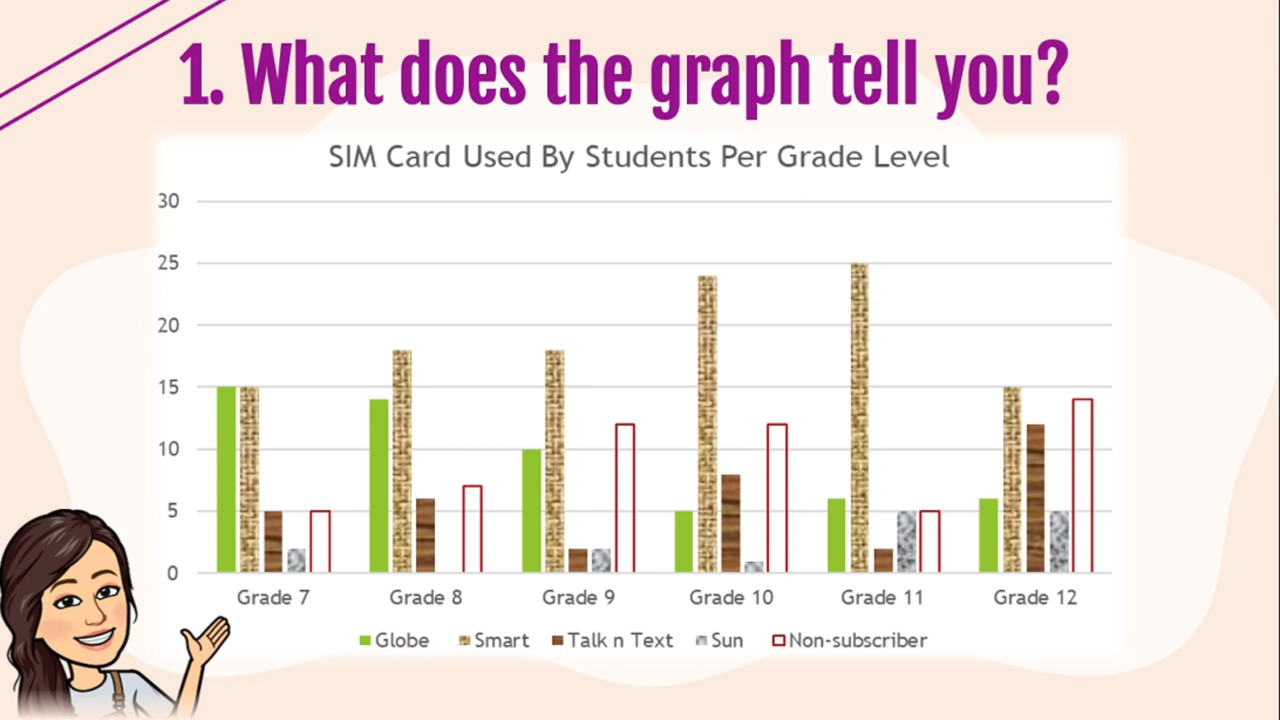 1. What does the graph tell you?
SIM Card Used By Students Per Grade Level
30
25
20
15
10
5
0
Grade 7 Grade 8 Grade 9 Grade 10 Grade 11 Grade 12
Globe Smart Talk n Text Sun Non-subscriber